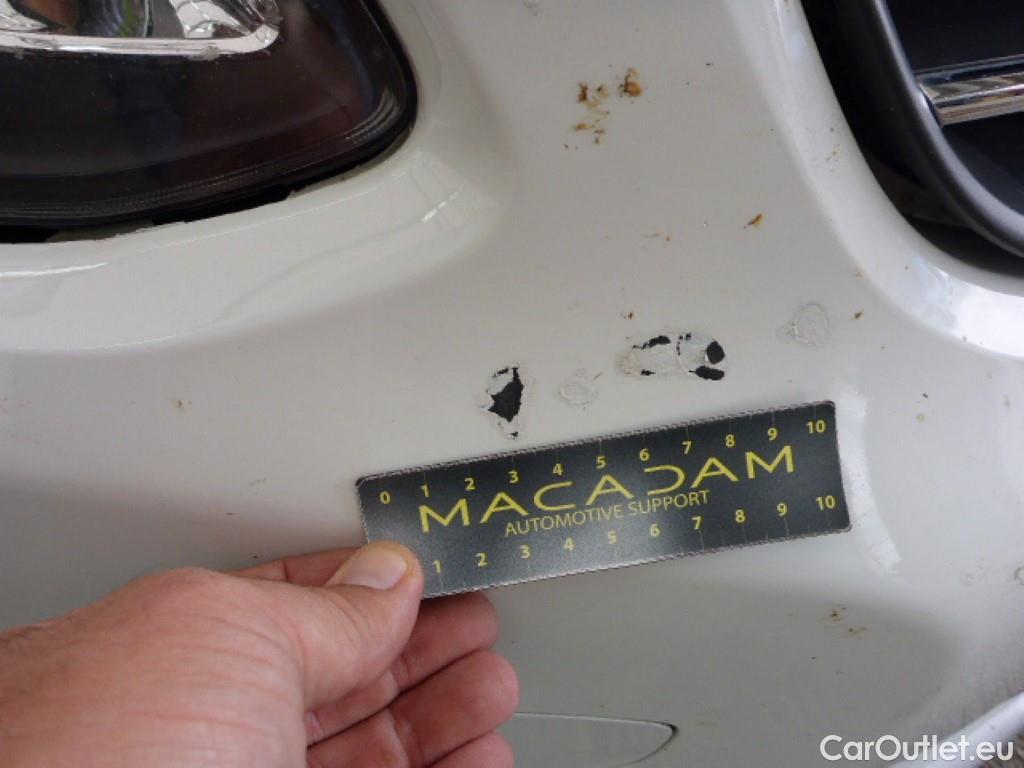 0 1 2 3 4 5 6 7 8 9 10
MACADAM
AUTOMOTIVE SUPPORT
1 2 3 4 5 6 7 8 9 10
CarOutlet.eu